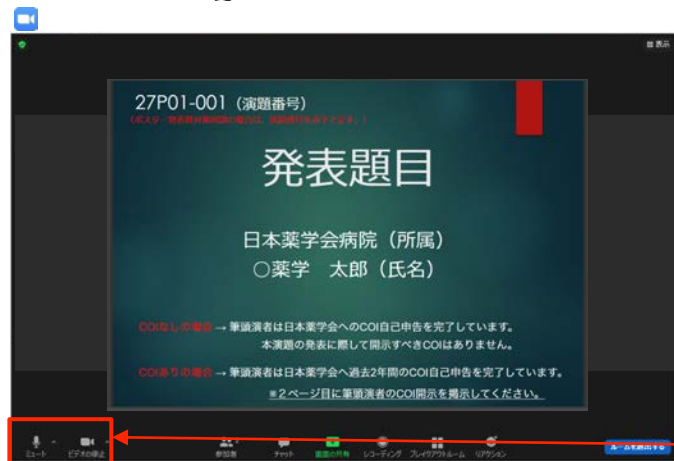 表示
27P01-001（演題番号）
発表題目
日本薬学会病院（所属）
○薬学　太郎（氏名）
COIなしの場合 → 筆頭演者は日本薬学会へのCOI自己申告を完了しています。
本演題の発表に際して開示すべきCOIはありません。
COIありの場合 → 筆頭演者は日本薬学会へ過去2年間のCOI自己申告を完了しています。
※２ページ目に筆頭演者のCOI開示を掲示してください。
ミュート ビデオの停止 参加者 チャット 画面の共有 レコーディング ブレイクアウトルーム リアクション ルームを退出する